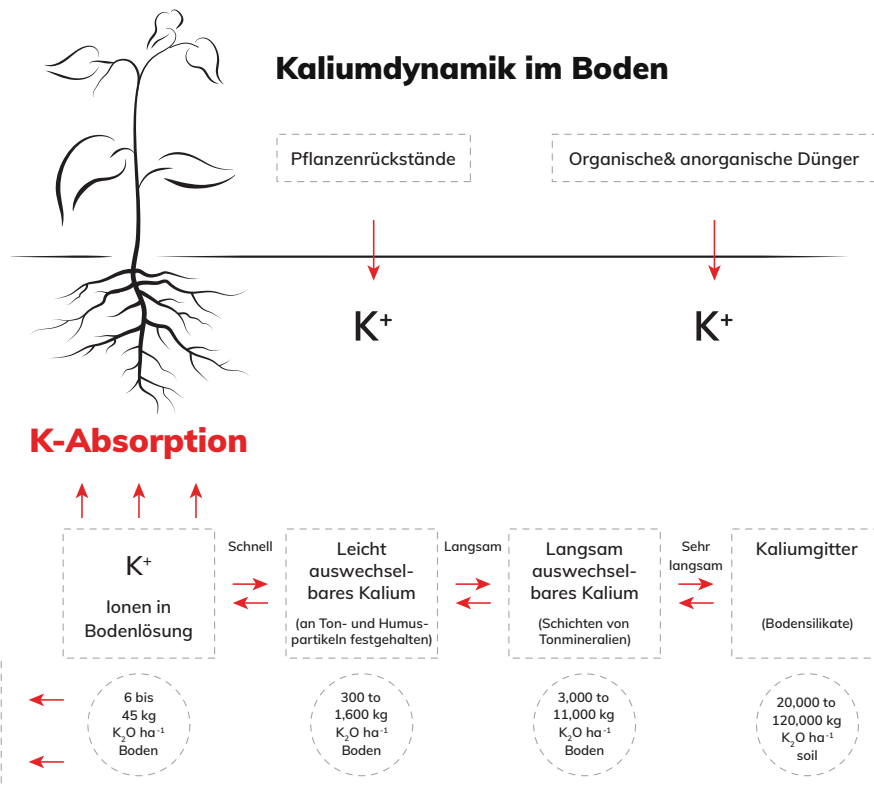 Kaliumdynamik im Boden
Pflanzenrückstände
Organische& anorganische Dünger
K⁺
K⁺
K-Absorption
K⁺
Ionen in
Bodenlösung
Schnell
Leicht
auswechsel-
bares Kalium
(an Ton- und Humus-
partikeln festgehalten)
Langsam
Langsam
auswechsel-
bares Kalium
(Schichten von
Tonmineralien)
Sehr
langsam
Kaliumgitter
(Bodensilikate)
6 bis
45 kg
K₂O ha⁻¹
Boden
300 to
1,600 kg
K₂O ha⁻¹
Boden
3,000 to
11,000 kg
K₂O ha⁻¹
Boden
20,000 to
120,000 kg
K₂O ha⁻¹
soil